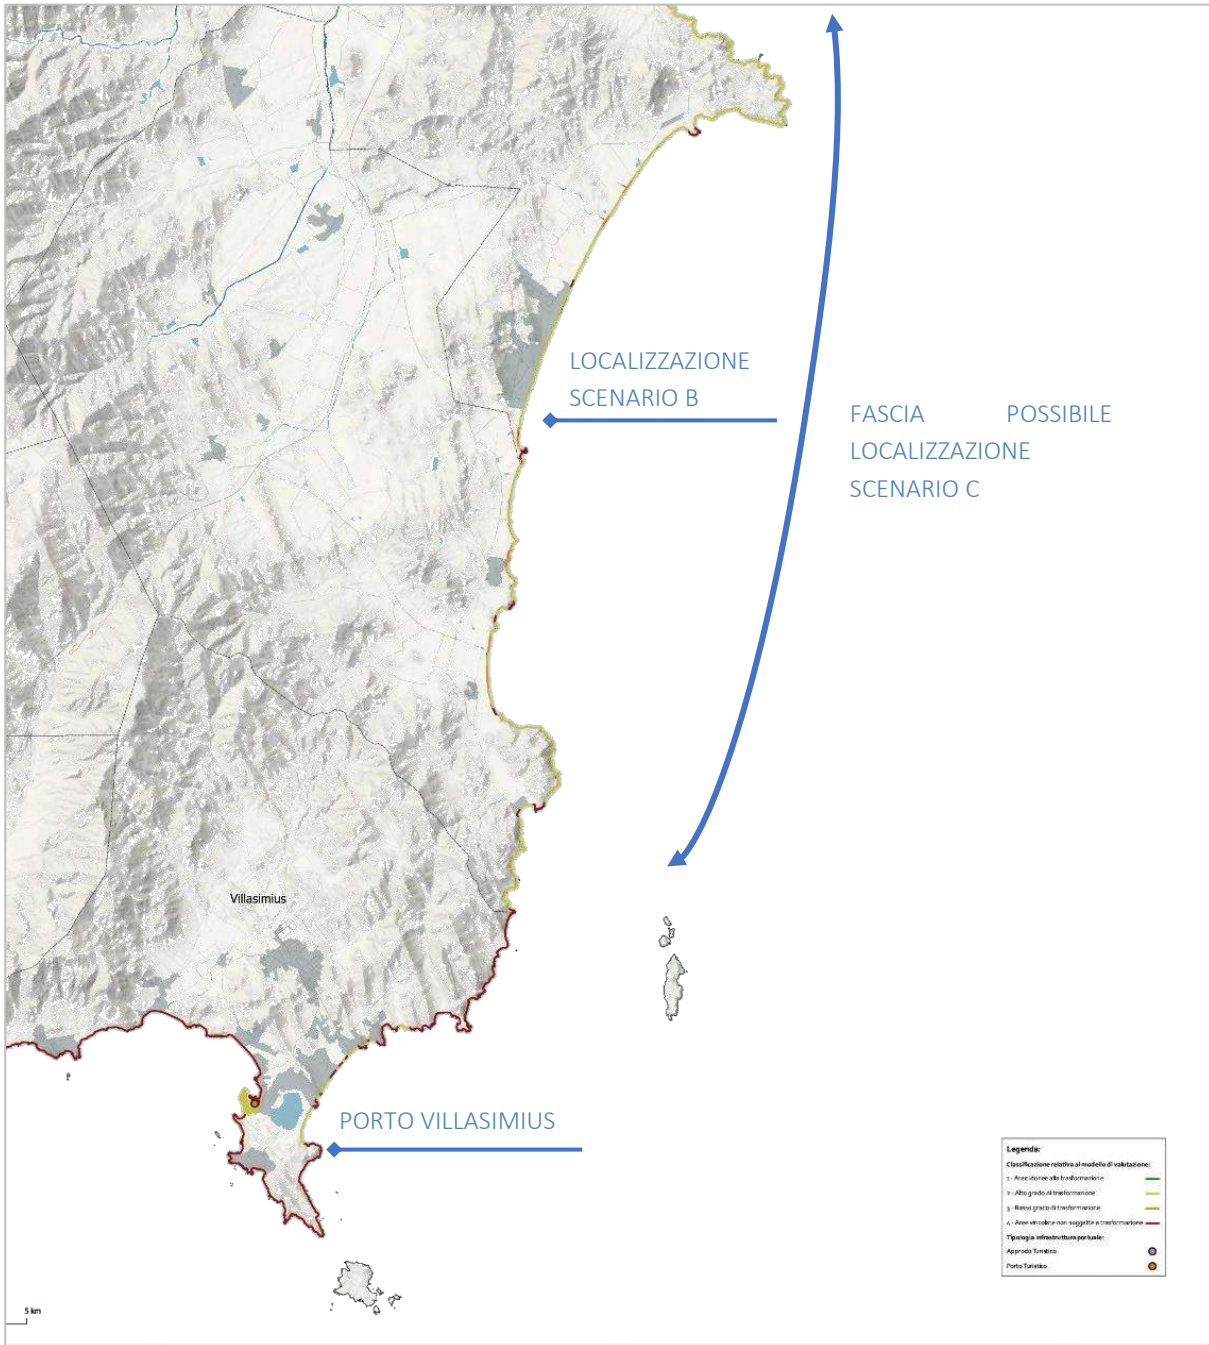 LOCALIZZAZIONE
SCENARIO B
FASCIA POSSIBILE
LOCALIZZAZIONE
SCENARIO C
Villasimius
PORTO VILLASIMIUS
Legenda:
Classificazione relativa al modello di valutazione:
1 - Aree idonee alla trasformazione
2 - Alto grado di trasformazione
3 - Basso grado di trasformazione
4 - Aree vincolate non soggette a trasformazione
Tipologia infrastruttura portuale:
Approdo Turistico
Porto Turistico
5 km